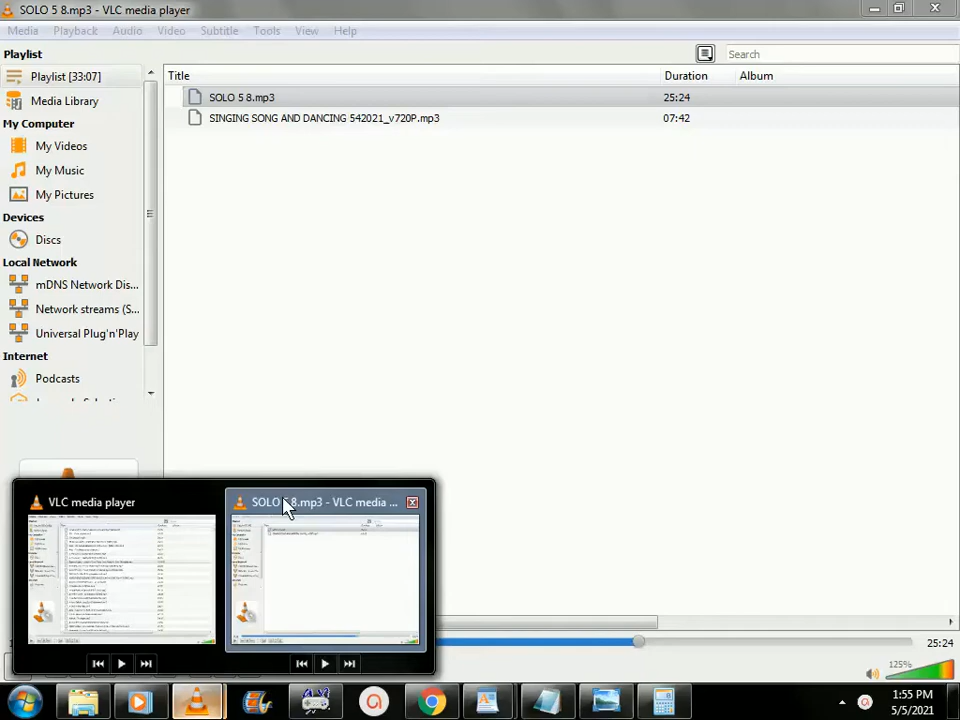 SOLO 5 8.mp3 - VLC media player
Media Playback Audio Video Subtitle Tools View Help
Playlist
Search
Playlist [33:07]
Title Duration Album
SOLO 5 8.mp3 25:24
Media Library
SINGING SONG AND DANCING 542021_v720P.mp3 07:42
My Computer
My Videos
My Music
My Pictures
Devices
Discs
Local Network
mDNS Network Dis...
Network streams (S...
Universal Plug'n'Play
Internet
Podcasts
VLC media player
SOLO 5 8.mp3 - VLC media ...
25:24
125%
1:55 PM
5/5/2021